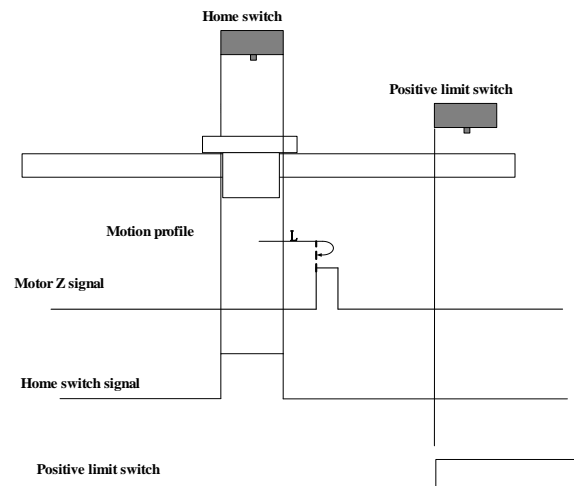 Home switch
Positive limit switch
Motion profile
L
Motor Z signal
Home switch signal
Positive limit switch